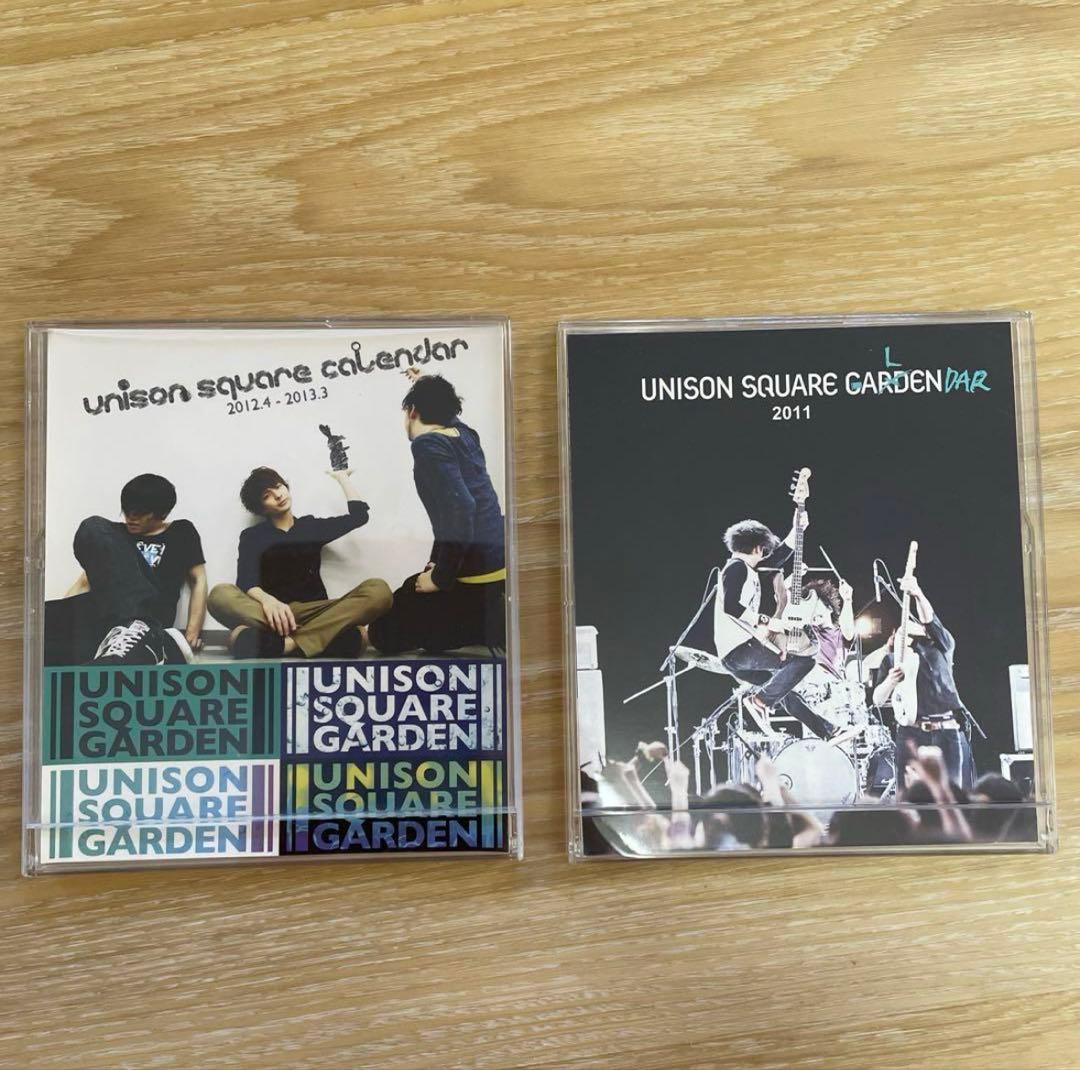 unison square caLendar
2012.4 - 2013.3
UNISON
SQUARE
GARDEN
UNISON
SQUARE
GARDEN
UNISON
SQUARE
GARDEN
UNISON
SQUARE
GARDEN
L
UNISON SQUARE GARDENDAR
2011